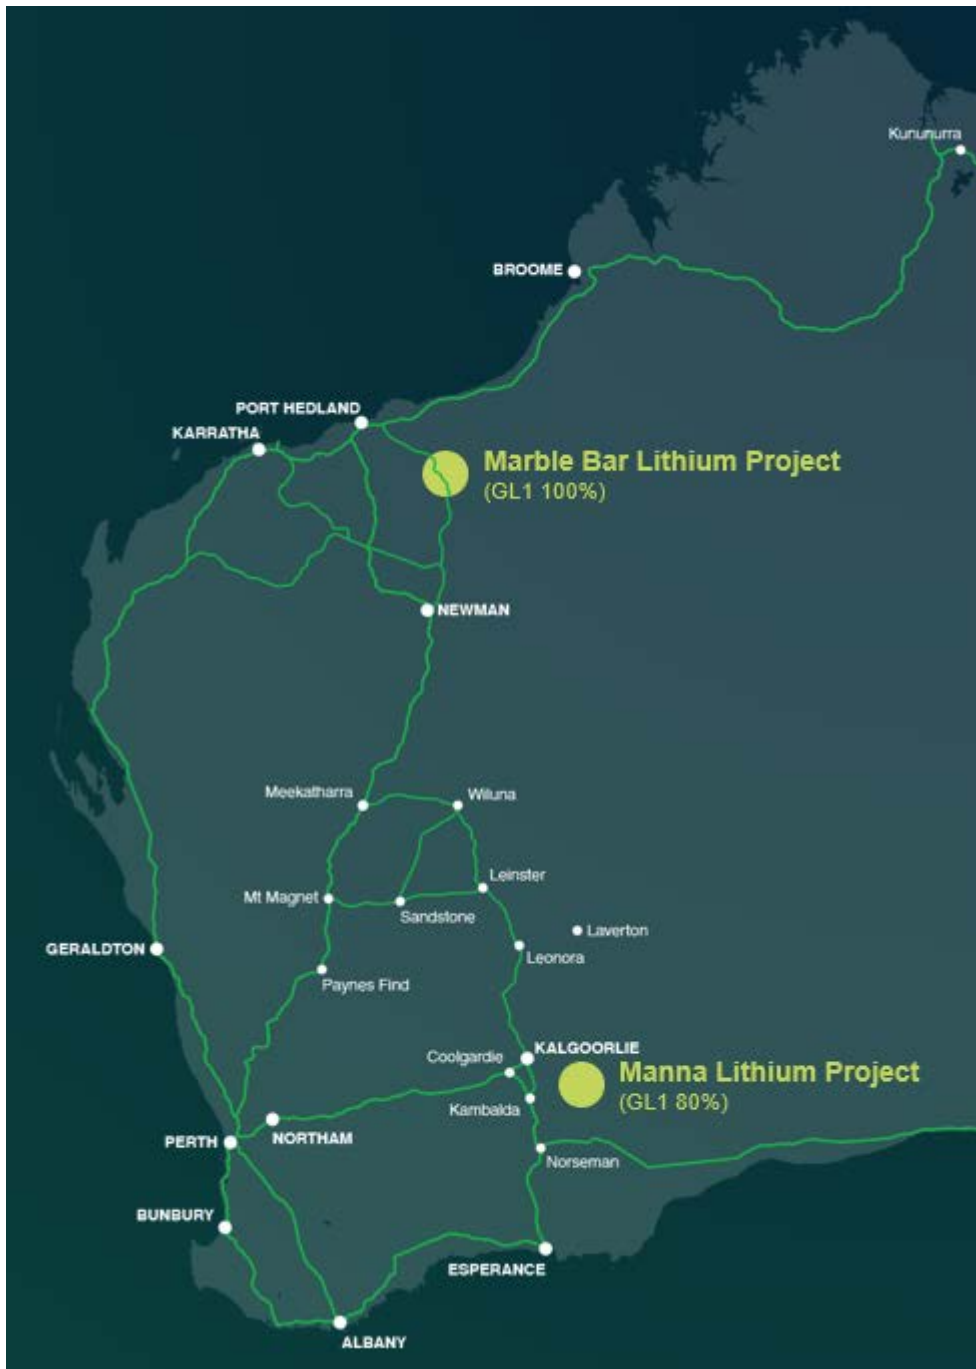 Kununurra
BROOME
PORT HEDLAND
KARRATHA
Marble Bar Lithium Project
(GL1 100%)
NEWMAN
Meekatharra
Wiluna
Leinster
Mt Magnet
Sandstone
Laverton
GERALDTON
Leonora
Paynes Find
KALGOORLIE
Coolgardie
Manna Lithium Project
(GL1 80%)
Kambalda
NORTHAM
PERTH
Norseman
BUNBURY
ESPERANCE
ALBANY